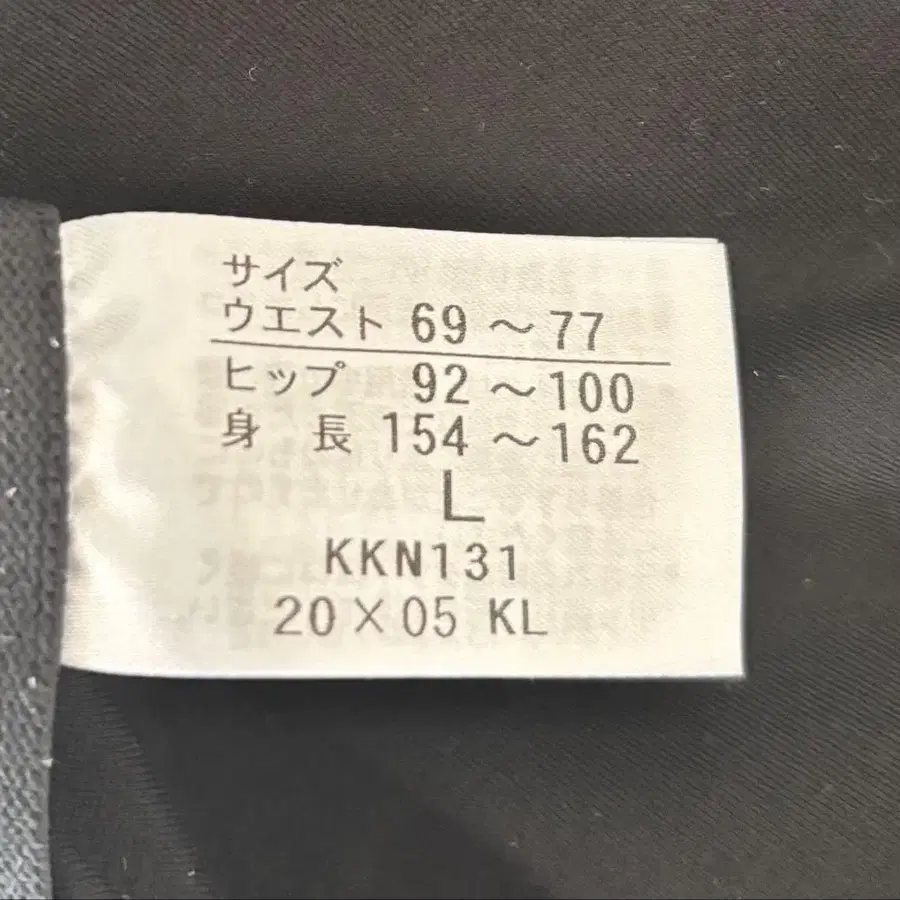 サイズ
ウエスト 69 ～ 77
ヒップ 92 ～ 100
身 長 154 ～ 162
L
KKN131
20×05 KL